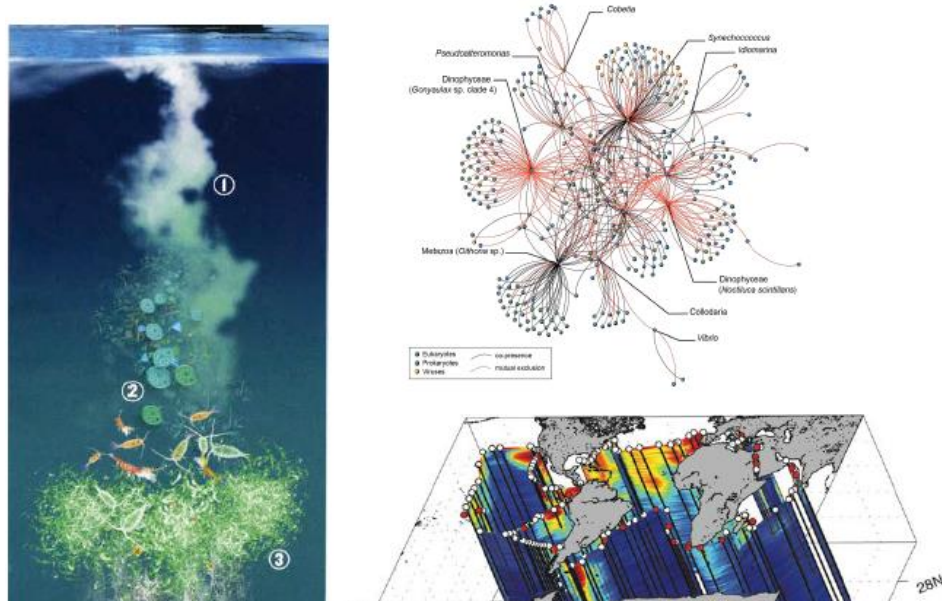 ①
②
③
Cobetia
Pseudoalteromonas
Synechococcus
Idiomarina
Dinophyceae
(Gonyaulax sp. clade 4)
Metazoa (Oithona sp.)
Dinophyceae
(Noctiluca scintillans)
Collodaria
Vibrio
Eukaryotes
Prokaryotes
Viruses
co-presence
mutual exclusion
28N